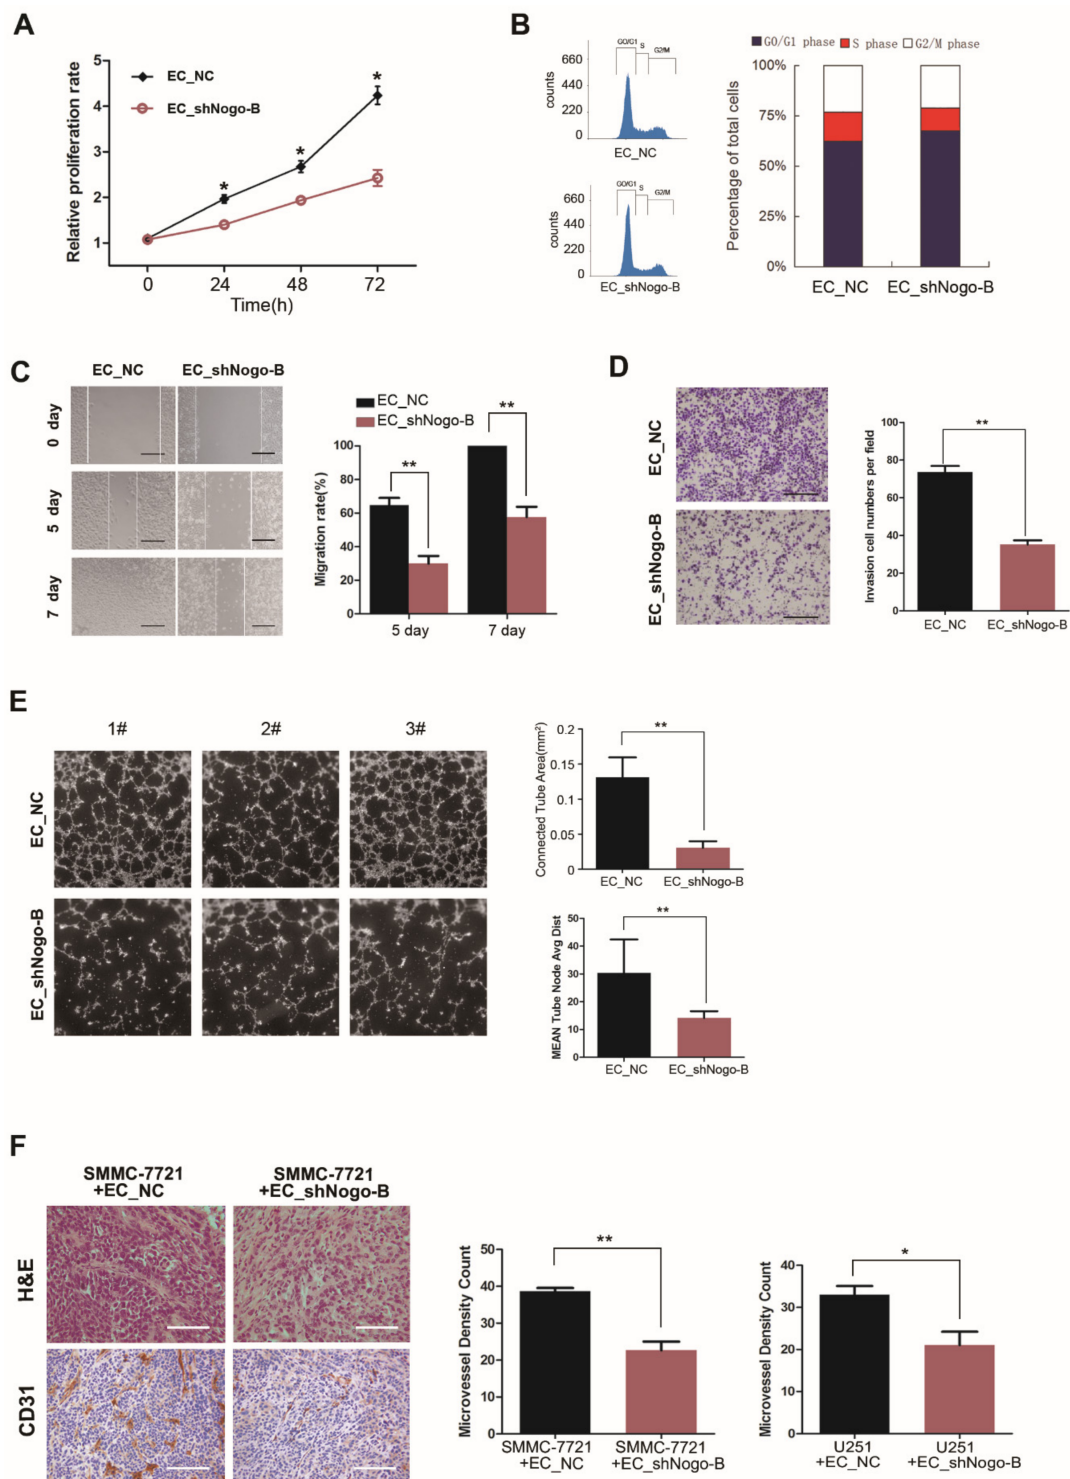 A
Relative proliferation rate
5
4
3
2
1
EC_NC
EC_shNogo-B
*
*
*
0
24
48
72
Time(h)
B
counts
660
440
220
0
G0/G1
S
G2/M
EC_NC
counts
660
440
220
0
G0/G1
S
G2/M
EC_shNogo-B
G0/G1 phase
S phase
G2/M phase
Percentage of total cells
100%
75%
50%
25%
0%
EC_NC
EC_shNogo-B
C
EC_NC
EC_shNogo-B
0 day
5 day
7 day
EC_NC
EC_shNogo-B
Migration rate(%)
100
80
60
40
20
0
**
**
5 day
7 day
D
EC_NC
EC_shNogo-B
Invasion cell numbers per field
100
80
60
40
20
0
**
EC_NC
EC_shNogo-B
E
1#
2#
3#
EC_NC
EC_shNogo-B
Connected Tube Area(mm²)
0.2
0.15
0.1
0.05
0
**
EC_NC
EC_shNogo-B
MEAN Tube Node Avg Dist
50
40
30
20
10
0
**
EC_NC
EC_shNogo-B
F
SMMC-7721
+EC_NC
SMMC-7721
+EC_shNogo-B
H&E
CD31
Microvessel Density Count
50
40
30
20
10
0
**
SMMC-7721
+EC_NC
SMMC-7721
+EC_shNogo-B
Microvessel Density Count
40
30
20
10
0
*
U251
+EC_NC
U251
+EC_shNogo-B